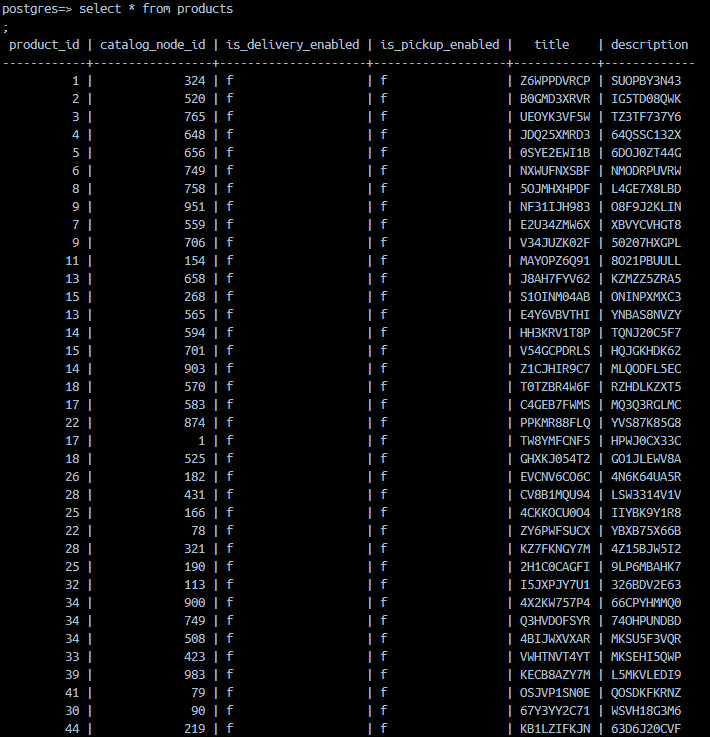 postgres=> select * from products
;
 product_id | catalog_node_id | is_delivery_enabled | is_pickup_enabled |   title    | description
------------+-----------------+---------------------+-------------------+------------+-------------
          1 |             324 | f                   | f                 | Z6WPPDVRCP | SUOPBY3N43
          2 |             520 | f                   | f                 | B0GMD3XRVR | IG5TD08QWK
          3 |             765 | f                   | f                 | UEOYK3VF5W | TZ3TF737Y6
          4 |             648 | f                   | f                 | JDQ25XMRD3 | 64QSSC132X
          5 |             656 | f                   | f                 | 0SYE2EWI1B | 6DOJ0ZT44G
          6 |             749 | f                   | f                 | NXWUFNXSBF | NMODRPUVRW
          8 |             758 | f                   | f                 | 5OJMHXHPDF | L4GE7X8LBD
          9 |             951 | f                   | f                 | NF31IJH983 | O8F9J2KLIN
          7 |             559 | f                   | f                 | E2U34ZMW6X | XBVYCVHGT8
          9 |             706 | f                   | f                 | V34JUZK02F | 50207HXGPL
         11 |             154 | f                   | f                 | MAYOPZ6Q91 | 8O21PBUULL
         13 |             658 | f                   | f                 | J8AH7FYV62 | KZMZZ5ZRA5
         15 |             268 | f                   | f                 | S1OINM04AB | ONINPXMXC3
         13 |             565 | f                   | f                 | E4Y6VBVTHI | YNBAS8NVZY
         14 |             594 | f                   | f                 | HH3KRV1T8P | TQNJ20C5F7
         15 |             701 | f                   | f                 | V54GCPDRLS | HQJGKHDK62
         14 |             903 | f                   | f                 | Z1CJHIR9C7 | MLQODFL5EC
         18 |             570 | f                   | f                 | T0TZBR4W6F | RZHDLKZXT5
         17 |             583 | f                   | f                 | C4GEB7FWMS | MQ3Q3RGLMC
         22 |             874 | f                   | f                 | PPKMR88FLQ | YVS87K85G8
         17 |               1 | f                   | f                 | TW8YMFCNF5 | HPWJ0CX33C
         18 |             525 | f                   | f                 | GHXKJ054T2 | GO1JLEWV8A
         26 |             182 | f                   | f                 | EVCNV6CO6C | 4N6K64UA5R
         28 |             431 | f                   | f                 | CV8B1MQU94 | LSW3314V1V
         25 |             166 | f                   | f                 | 4CKKOCU0O4 | IIYBK9Y1R8
         22 |              78 | f                   | f                 | ZY6PWFSUCX | YBXB75X66B
         28 |             321 | f                   | f                 | KZ7FKNGY7M | 4Z15BJW5I2
         25 |             190 | f                   | f                 | 2H1C0CAGFI | 9LP6MBAHK7
         32 |             113 | f                   | f                 | I5JXPJY7U1 | 326BDV2E63
         34 |             900 | f                   | f                 | 4X2KW757P4 | 66CPYHMMQ0
         34 |             749 | f                   | f                 | Q3HVDOFSYR | 74OHPUNDBD
         34 |             508 | f                   | f                 | 4BIJWXVXAR | MKSU5F3VQR
         33 |             423 | f                   | f                 | VWHTNVT4YT | MKSEHI5QWP
         39 |             983 | f                   | f                 | KECB8AZY7M | L5MKVLEDI9
         41 |              79 | f                   | f                 | OSJVP1SN0E | QOSDKFKRNZ
         30 |              90 | f                   | f                 | 67Y3YY2C71 | WSVH18G3M6
         44 |             219 | f                   | f                 | KB1LZIFKJN | 63D6J20CVF